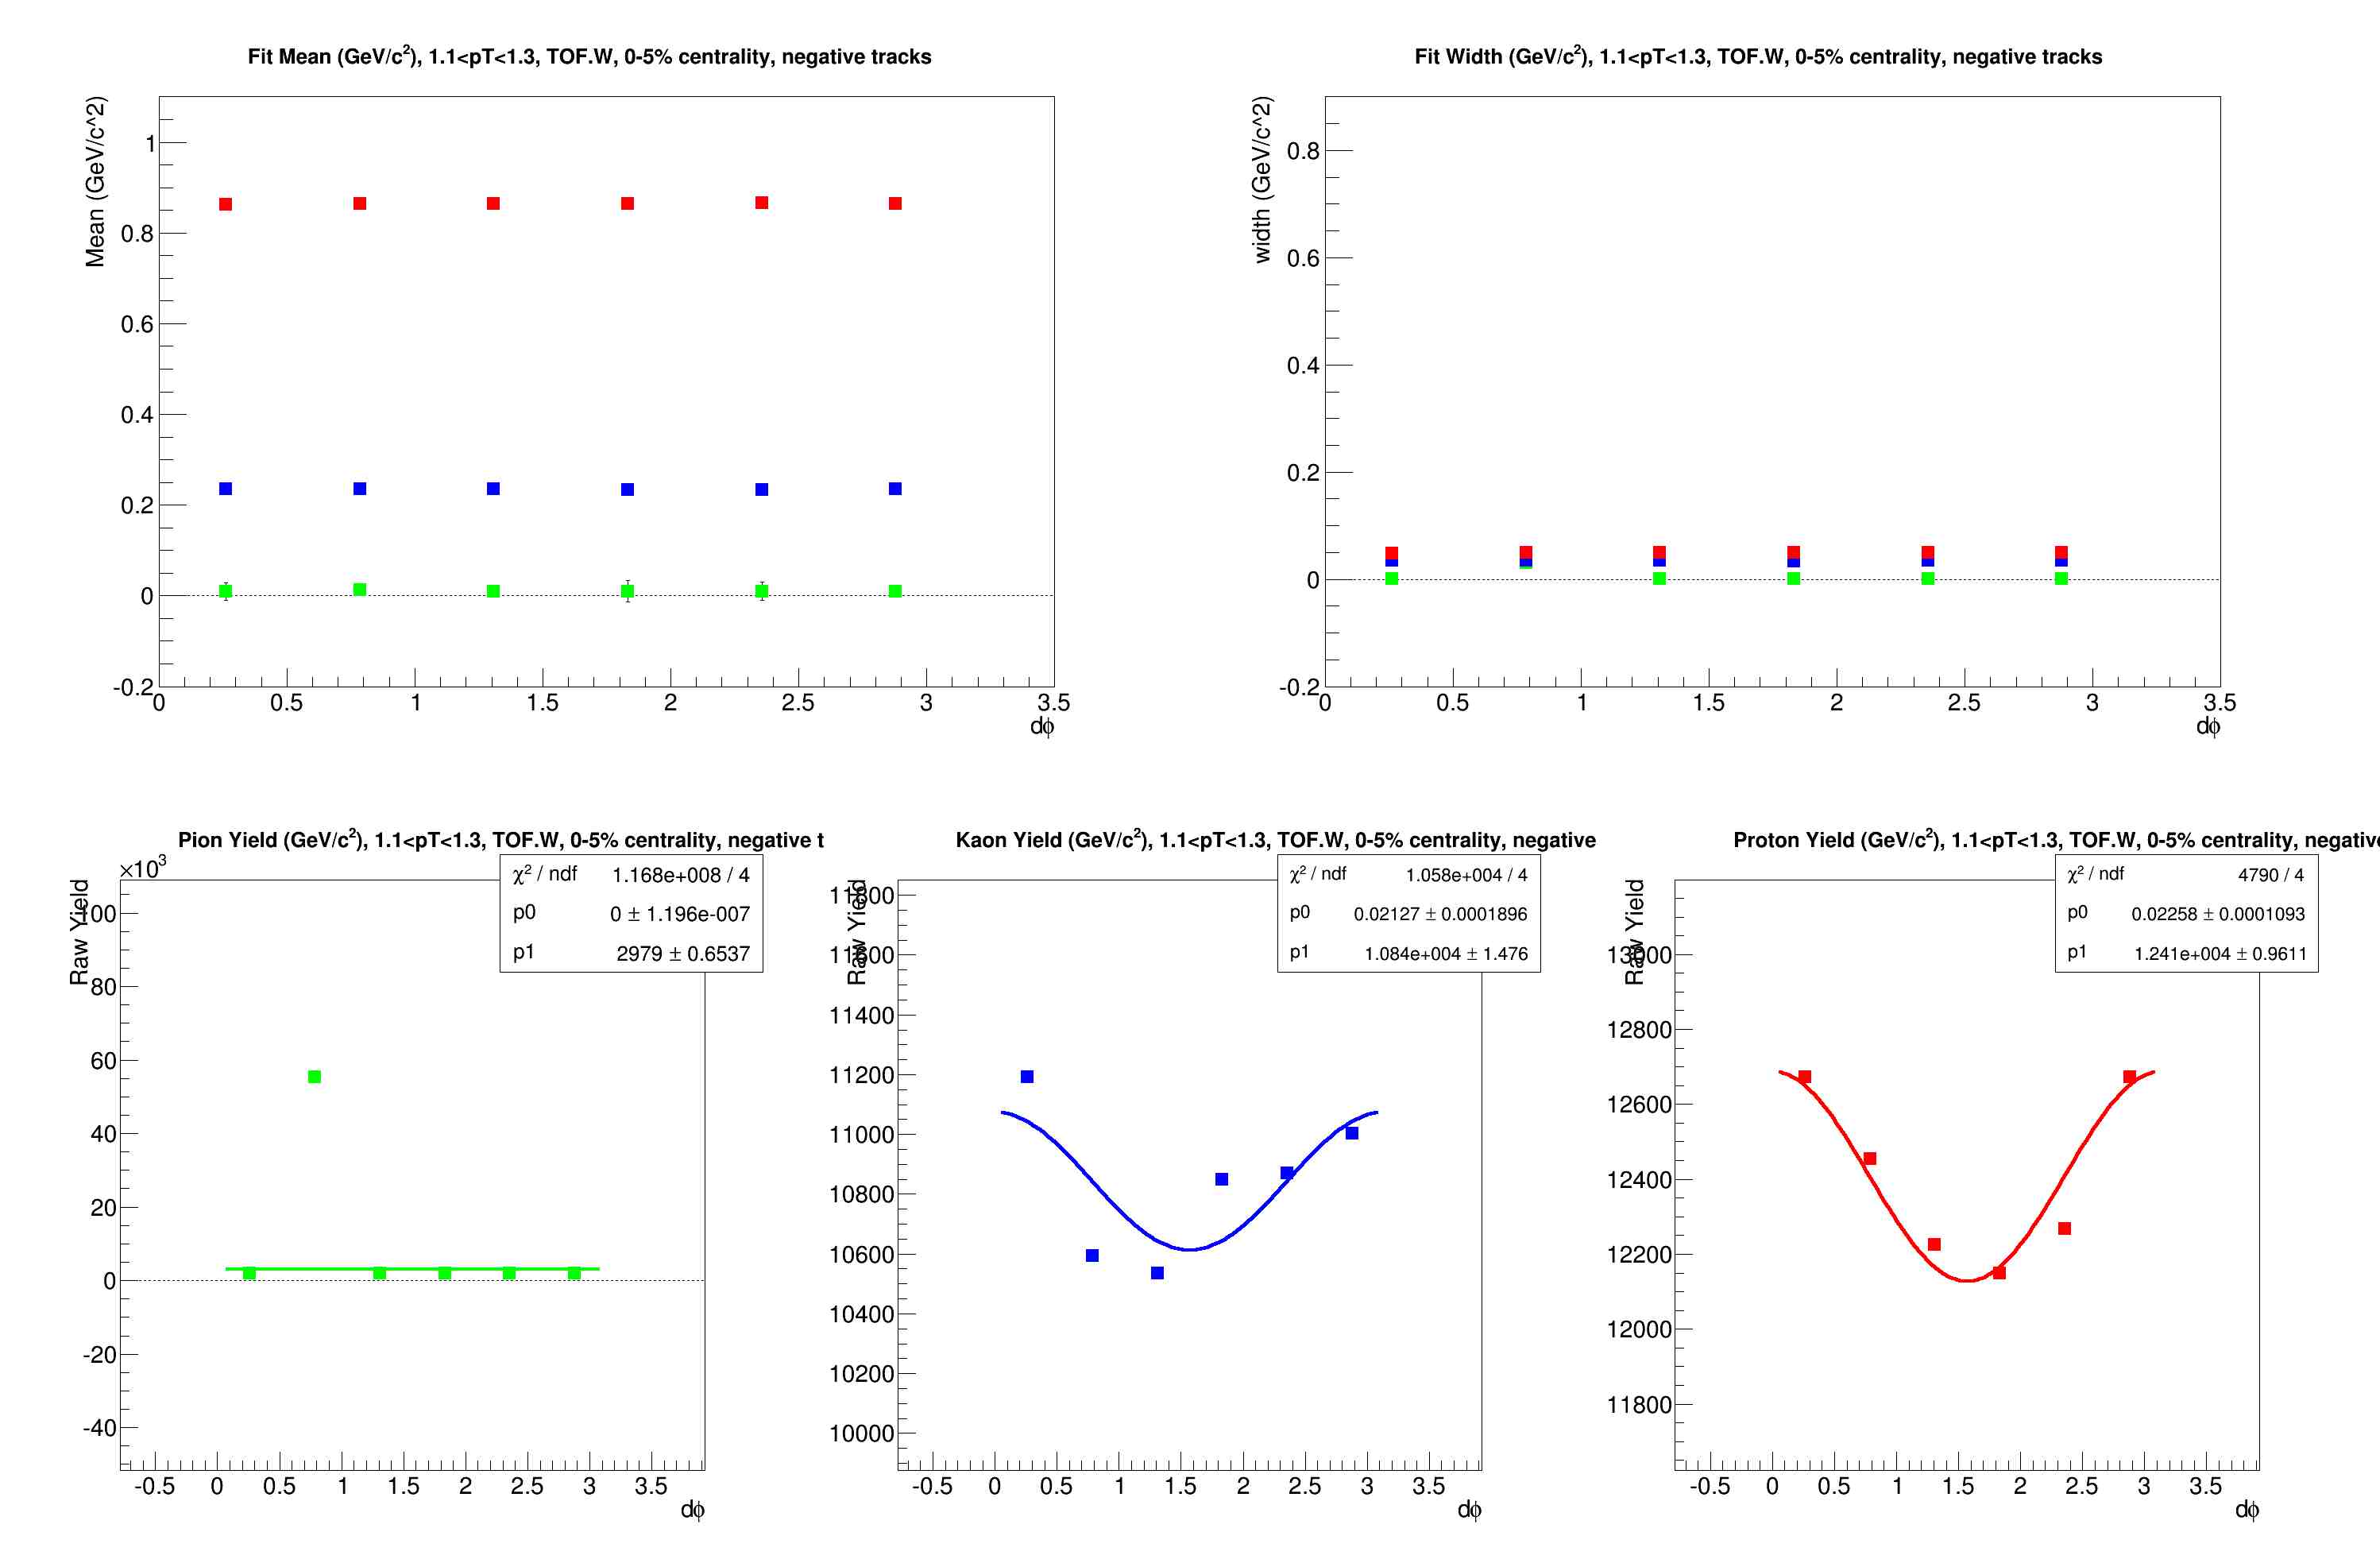 Fit Mean (GeV/c²), 1.1<pT<1.3, TOF.W, 0-5% centrality, negative tracks
Mean (GeV/c^2)
1
0.8
0.6
0.4
0.2
0
-0.2
0 0.5 1 1.5 2 2.5 3 3.5
dϕ
Fit Width (GeV/c²), 1.1<pT<1.3, TOF.W, 0-5% centrality, negative tracks
width (GeV/c^2)
0.8
0.6
0.4
0.2
0
-0.2
0 0.5 1 1.5 2 2.5 3 3.5
dϕ
Pion Yield (GeV/c²), 1.1<pT<1.3, TOF.W, 0-5% centrality, negative t
×10³
Raw Yield
χ² / ndf 1.168e+008 / 4
p0 0 ± 1.196e-007
p1 2979 ± 0.6537
100
80
60
40
20
0
-20
-40
-0.5 0 0.5 1 1.5 2 2.5 3 3.5
dϕ
Kaon Yield (GeV/c²), 1.1<pT<1.3, TOF.W, 0-5% centrality, negative
Raw Yield
χ² / ndf 1.058e+004 / 4
p0 0.02127 ± 0.0001896
p1 1.084e+004 ± 1.476
11800
11600
11400
11200
11000
10800
10600
10400
10200
10000
-0.5 0 0.5 1 1.5 2 2.5 3 3.5
dϕ
Proton Yield (GeV/c²), 1.1<pT<1.3, TOF.W, 0-5% centrality, negative
Raw Yield
χ² / ndf 4790 / 4
p0 0.02258 ± 0.0001093
p1 1.241e+004 ± 0.9611
13000
12800
12600
12400
12200
12000
11800
-0.5 0 0.5 1 1.5 2 2.5 3 3.5
dϕ